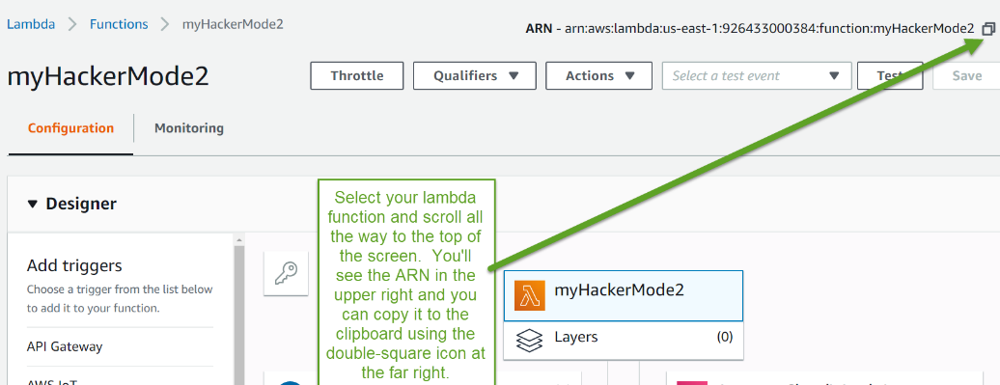 Lambda > Functions > myHackerMode2
ARN - arn:aws:lambda:us-east-1:926433000384:function:myHackerMode2
myHackerMode2
Throttle
Qualifiers
Actions
Select a test event
Test
Save
Configuration
Monitoring
Designer
Add triggers
Choose a trigger from the list below
to add it to your function.
API Gateway
AWS IoT
Select your lambda
function and scroll all
the way to the top of
the screen. You'll
see the ARN in the
upper right and you
can copy it to the
clipboard using the
double-square icon at
the far right.
myHackerMode2
Layers
(0)